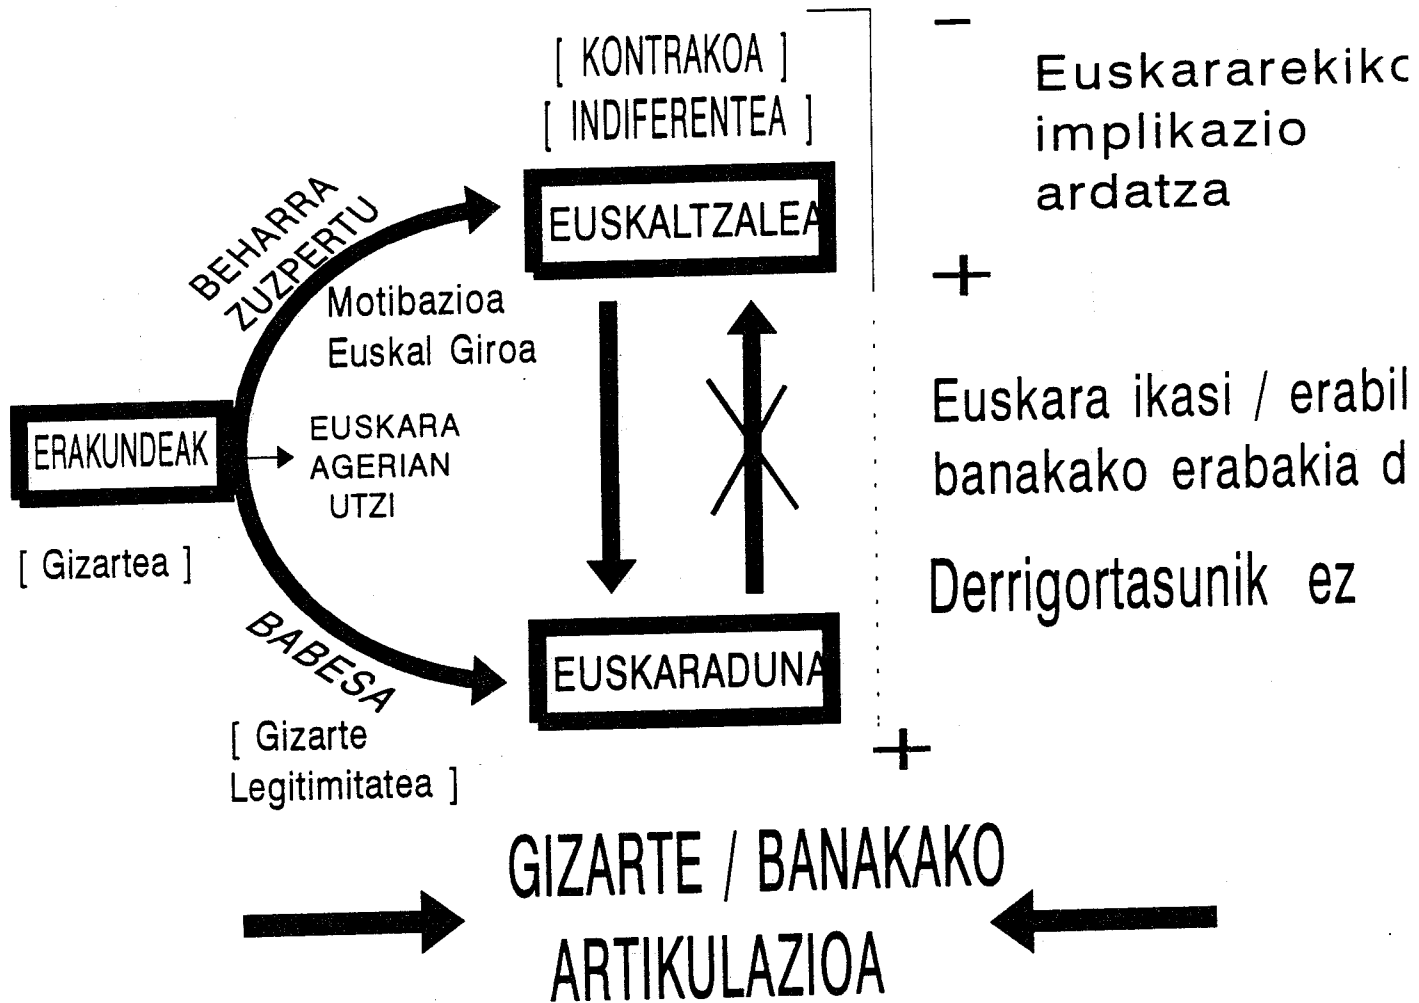 [ KONTRAKOA ]
[ INDIFERENTEA ]
EUSKALTZALEA
BEHARRA
ZUZPERTU
Motibazioa
Euskal Giroa
ERAKUNDEAK
[ Gizartea ]
EUSKARA
AGERIAN
UTZI
BABESA
[ Gizarte
Legitimitatea ]
EUSKARADUNA
−
Euskararekiko
implikazio
ardatza
+
Euskara ikasi / erabil
banakako erabakia d
Derrigortasunik ez
+
GIZARTE / BANAKAKO
ARTIKULAZIOA